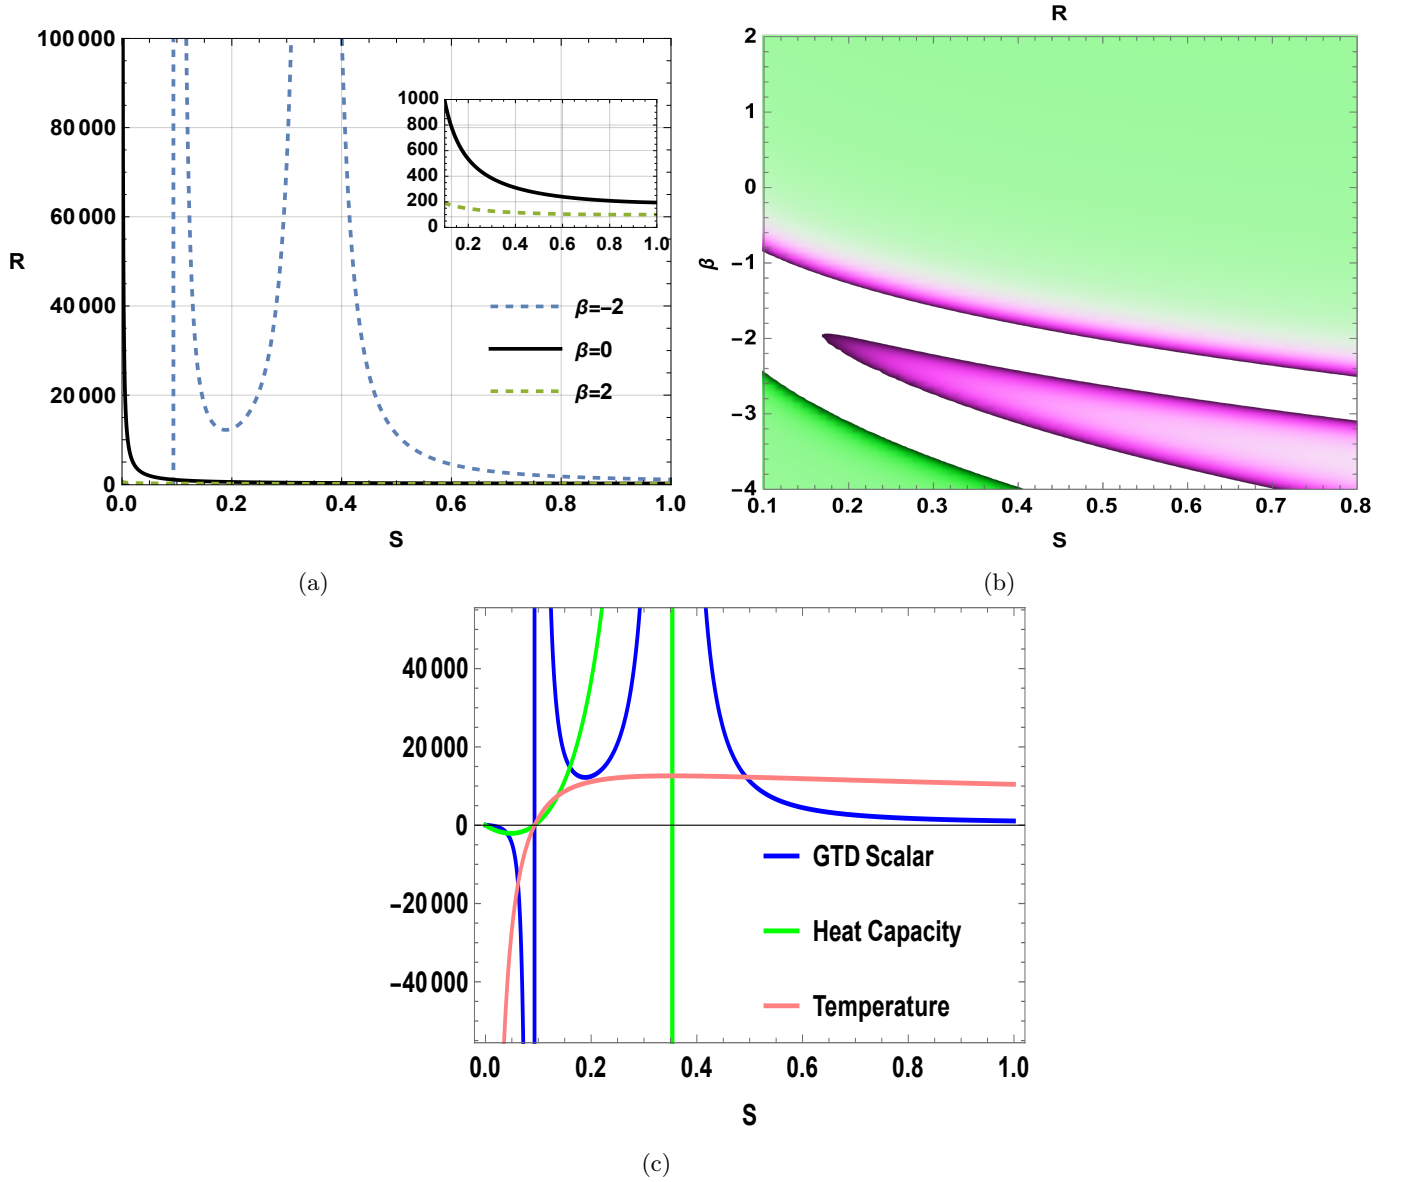 R
100 000
80 000
60 000
40 000
20 000
0
R
0.0 0.2 0.4 0.6 0.8 1.0
S
1000
800
600
400
200
0
0.2 0.4 0.6 0.8 1.0
β=−2
β=0
β=2
2
1
0
−1
−2
−3
−4
β
0.1 0.2 0.3 0.4 0.5 0.6 0.7 0.8
S
(a)
(b)
40 000
20 000
0
−20 000
−40 000
GTD Scalar
Heat Capacity
Temperature
0.0 0.2 0.4 0.6 0.8 1.0
S
(c)